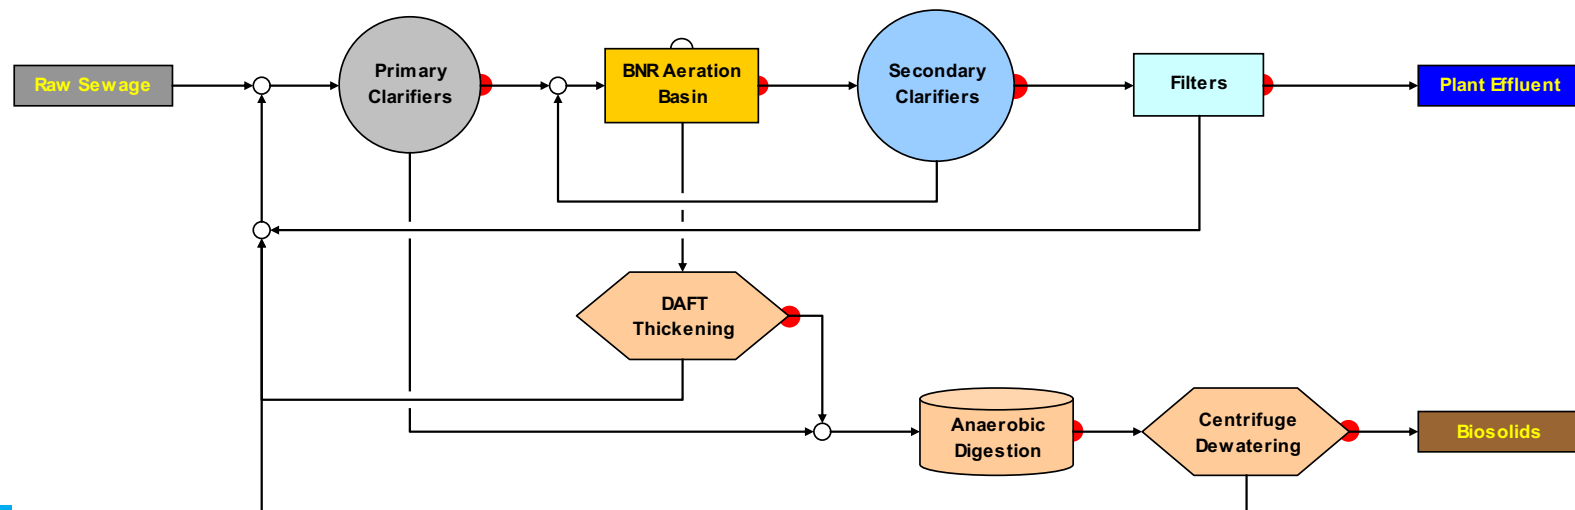 Raw Sewage
Primary
Clarifiers
BNR Aeration
Basin
Secondary
Clarifiers
Filters
Plant Effluent
DAFT
Thickening
Anaerobic
Digestion
Centrifuge
Dewatering
Biosolids